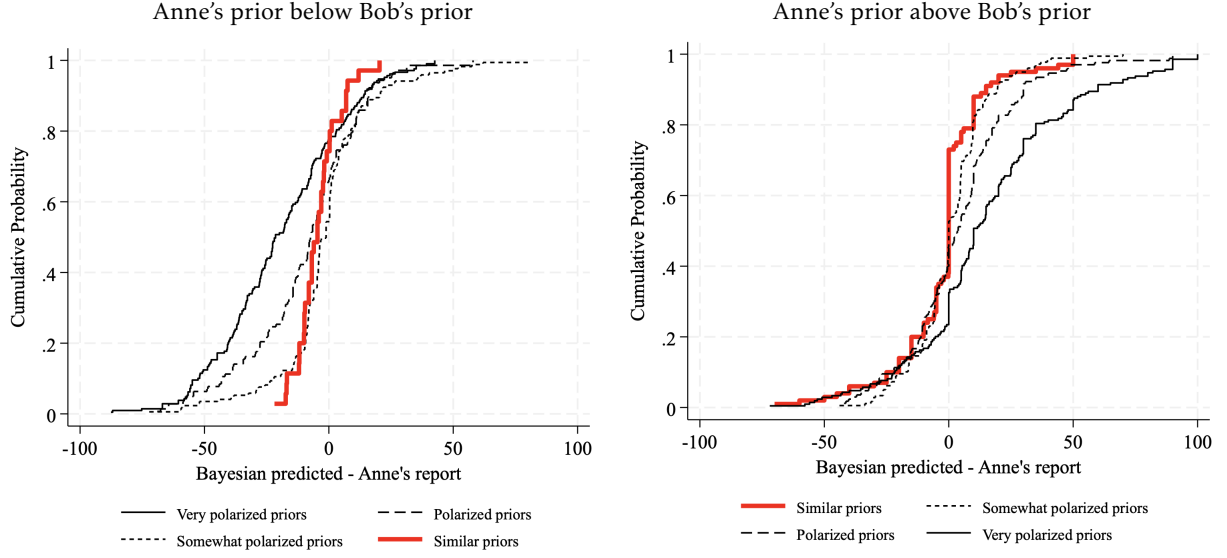 Anne's prior below Bob's prior
1
.8
.6
.4
.2
0
Cumulative Probability
-100 -50 0 50 100
Bayesian predicted - Anne's report
Very polarized priors Polarized priors
Somewhat polarized priors Similar priors
Anne's prior above Bob's prior
1
.8
.6
.4
.2
0
Cumulative Probability
-100 -50 0 50 100
Bayesian predicted - Anne's report
Similar priors Somewhat polarized priors
Polarized priors Very polarized priors